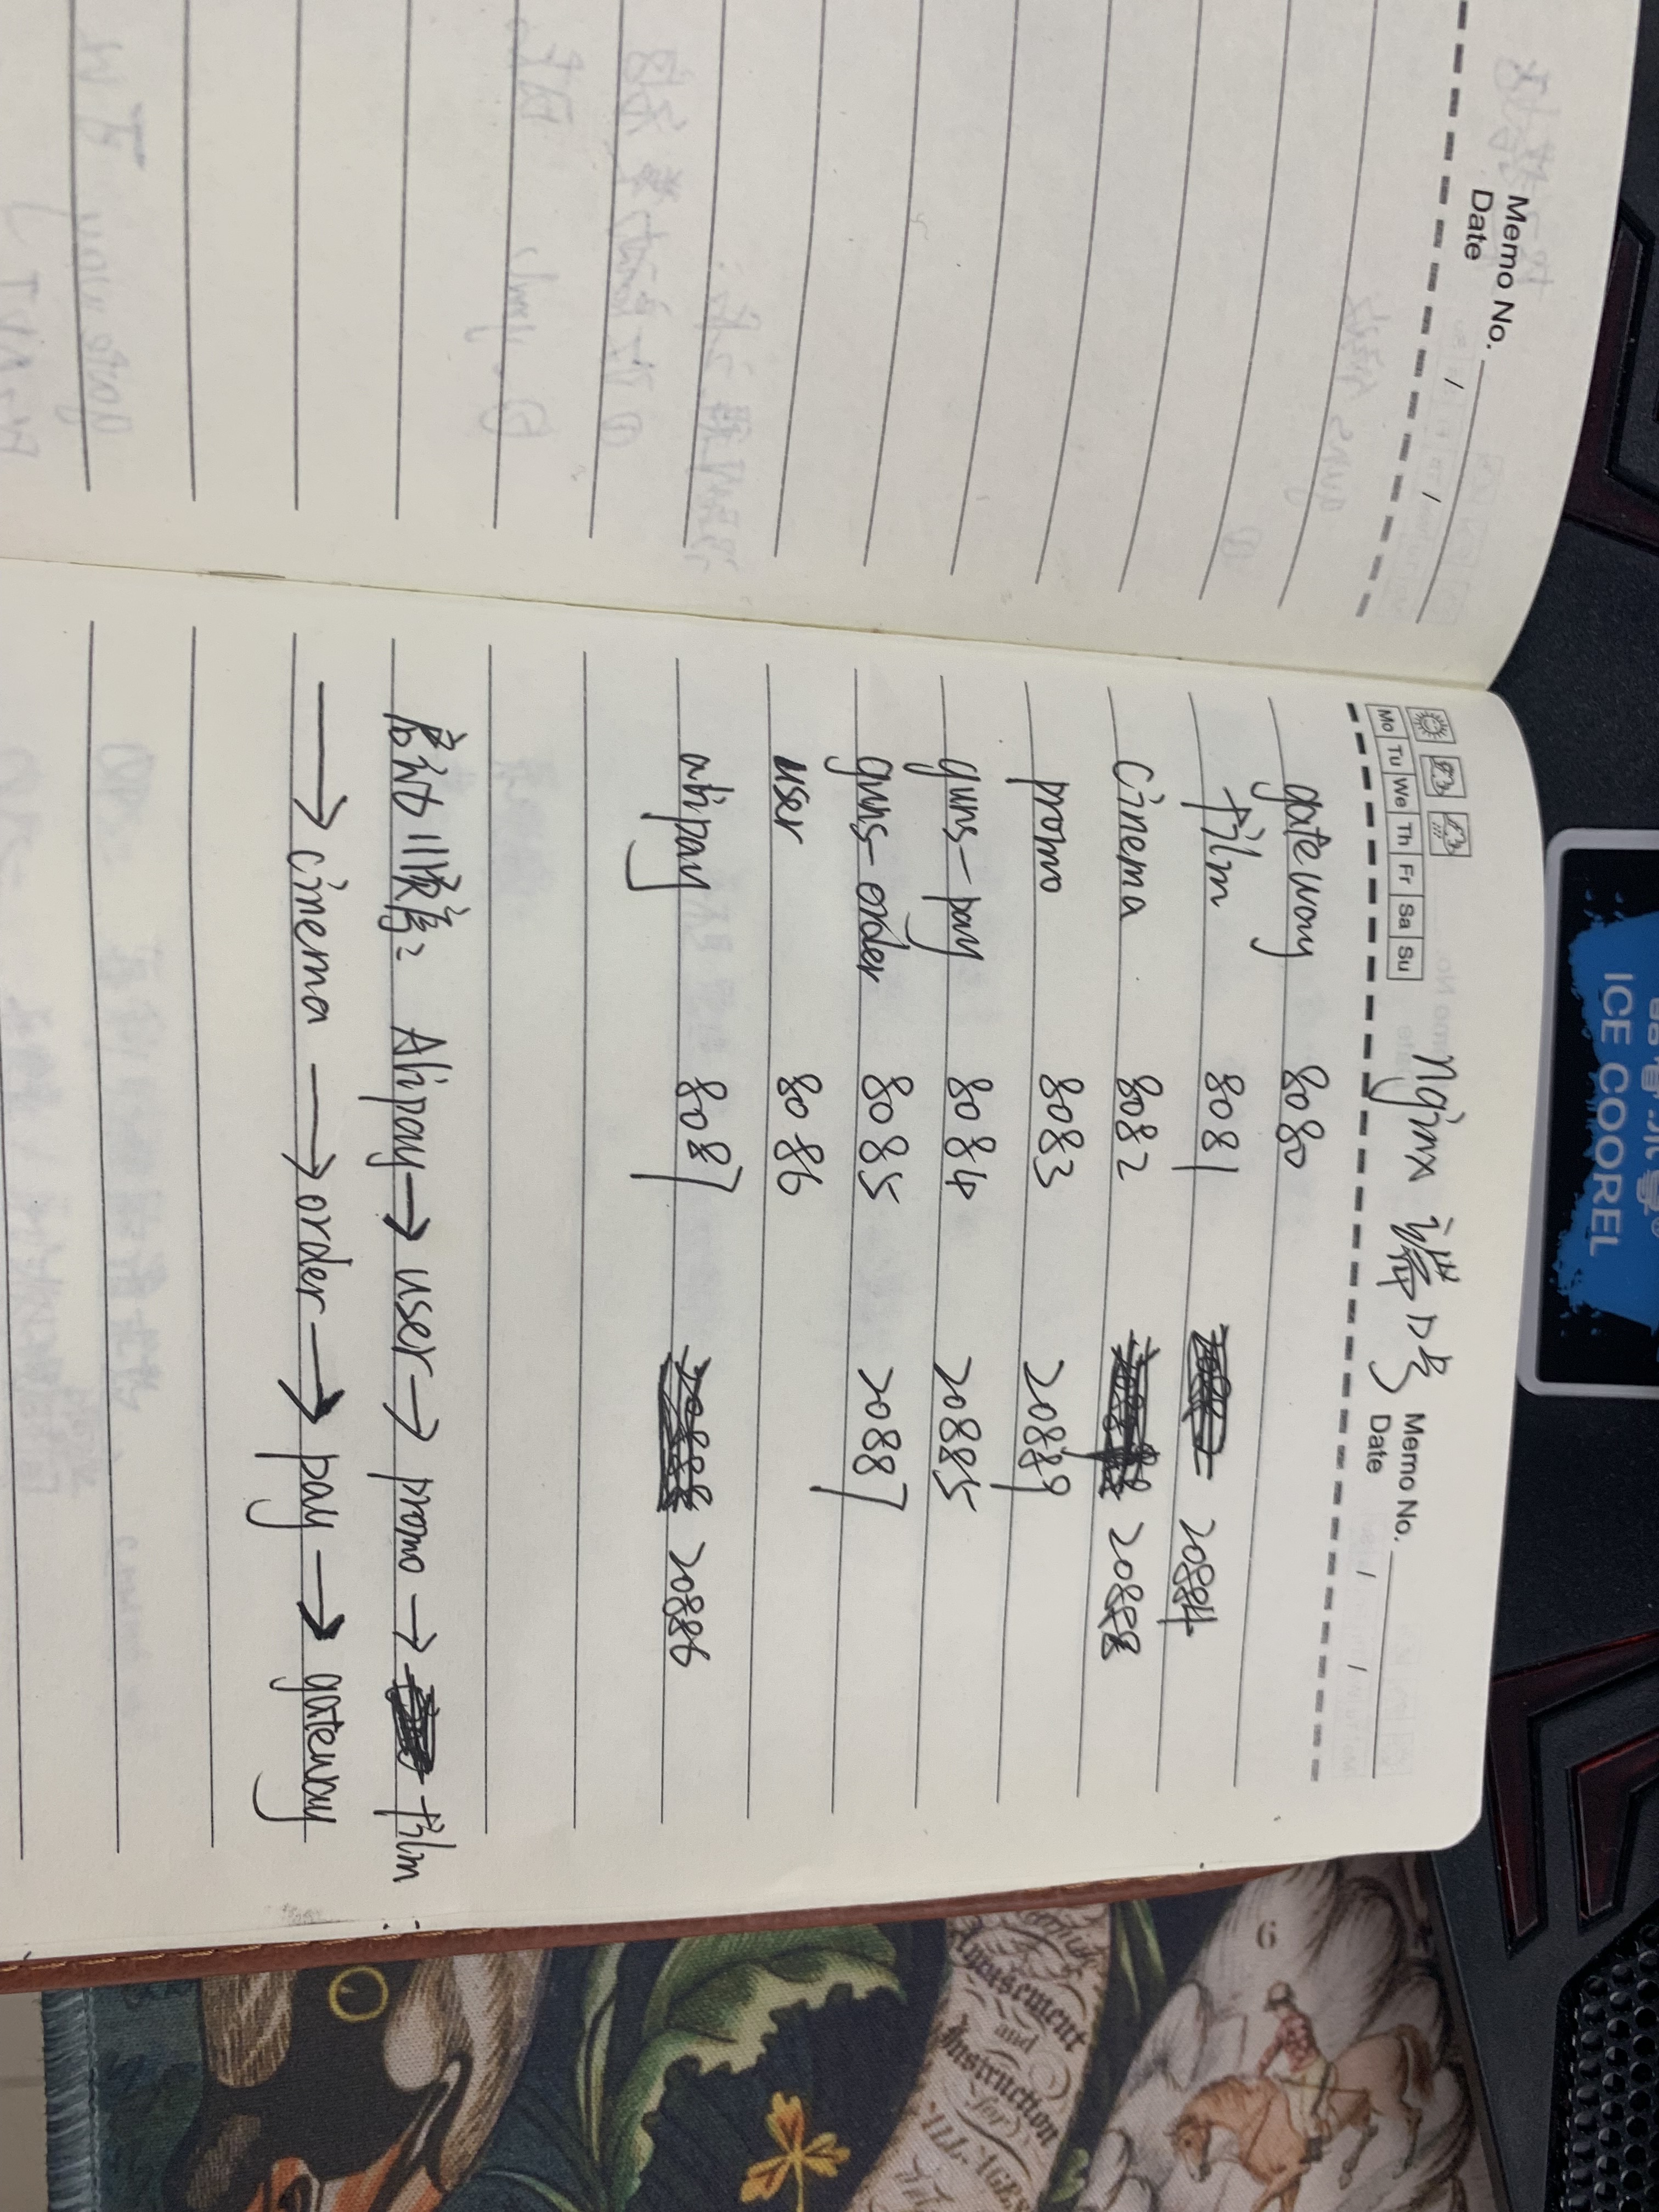 ICE COOREL
Memo No.
Date / /
nginx 端口号
Mo Tu We Th Fr Sa Su
Memo No.
Date / /
gateway 8080
film 8081 20884
cinema 8082 20888
promo 8083 20889
guns-pay 8084 20885
guns-order 8085 20887
user 8086
alipay 8087 20886
启动顺序: Alipay→ user→ promo → film
→ cinema → order → pay → gateway
Amusement
and
Instruction
for
ALL AGES